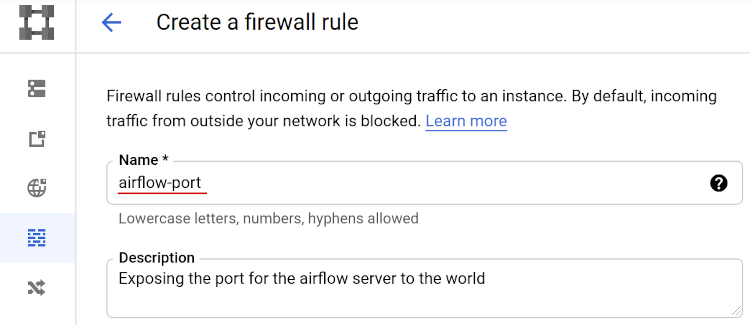 Create a firewall rule
Firewall rules control incoming or outgoing traffic to an instance. By default, incoming
traffic from outside your network is blocked. Learn more
Name *
airflow-port
Lowercase letters, numbers, hyphens allowed
Description
Exposing the port for the airflow server to the world